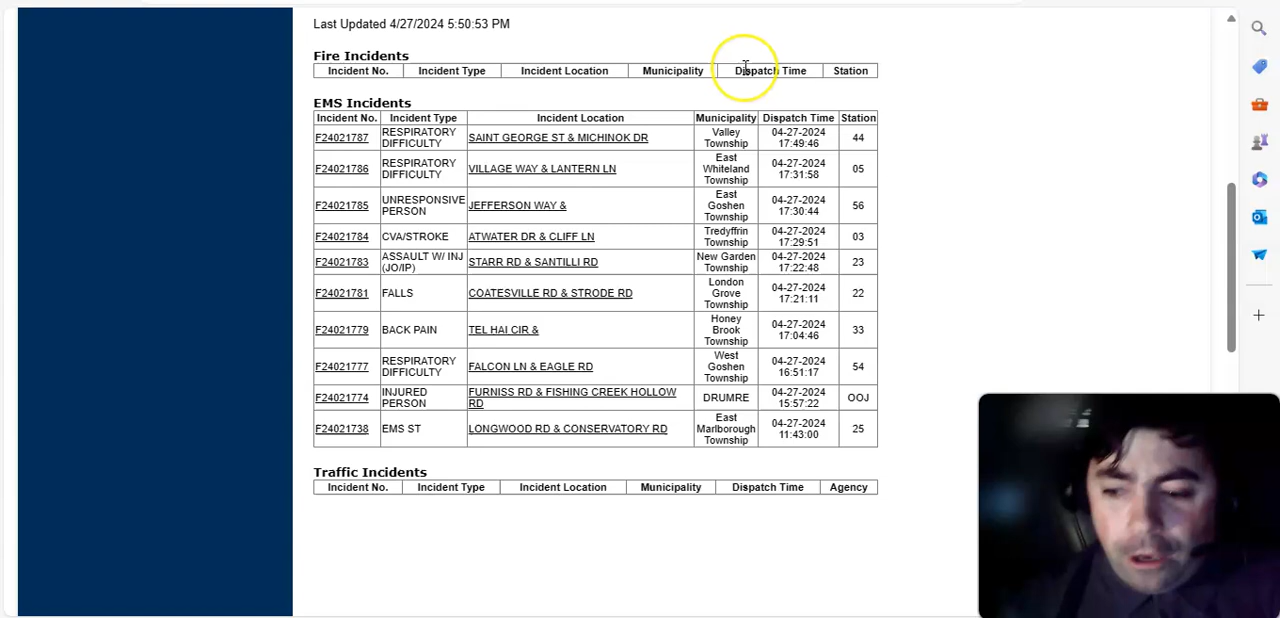 Last Updated 4/27/2024 5:50:53 PM
Fire Incidents
Incident No. Incident Type Incident Location Municipality Dispatch Time Station
EMS Incidents
Incident No. Incident Type Incident Location Municipality Dispatch Time Station
F24021787 RESPIRATORY DIFFICULTY SAINT GEORGE ST & MICHINOK DR Valley Township 04-27-2024 17:49:46 44
F24021786 RESPIRATORY DIFFICULTY VILLAGE WAY & LANTERN LN East Whiteland Township 04-27-2024 17:31:58 05
F24021785 UNRESPONSIVE PERSON JEFFERSON WAY & East Goshen Township 04-27-2024 17:30:44 56
F24021784 CVA/STROKE ATWATER DR & CLIFF LN Tredyffrin Township 04-27-2024 17:29:51 03
F24021783 ASSAULT W/ INJ (JO/IP) STARR RD & SANTILLI RD New Garden Township 04-27-2024 17:22:48 23
F24021781 FALLS COATESVILLE RD & STRODE RD London Grove Township 04-27-2024 17:21:11 22
F24021779 BACK PAIN TEL HAI CIR & Honey Brook Township 04-27-2024 17:04:46 33
F24021777 RESPIRATORY DIFFICULTY FALCON LN & EAGLE RD West Goshen Township 04-27-2024 16:51:17 54
F24021774 INJURED PERSON FURNISS RD & FISHING CREEK HOLLOW RD DRUMRE 04-27-2024 15:57:22 OOJ
F24021738 EMS ST LONGWOOD RD & CONSERVATORY RD East Marlborough Township 04-27-2024 11:43:00 25
Traffic Incidents
Incident No. Incident Type Incident Location Municipality Dispatch Time Agency